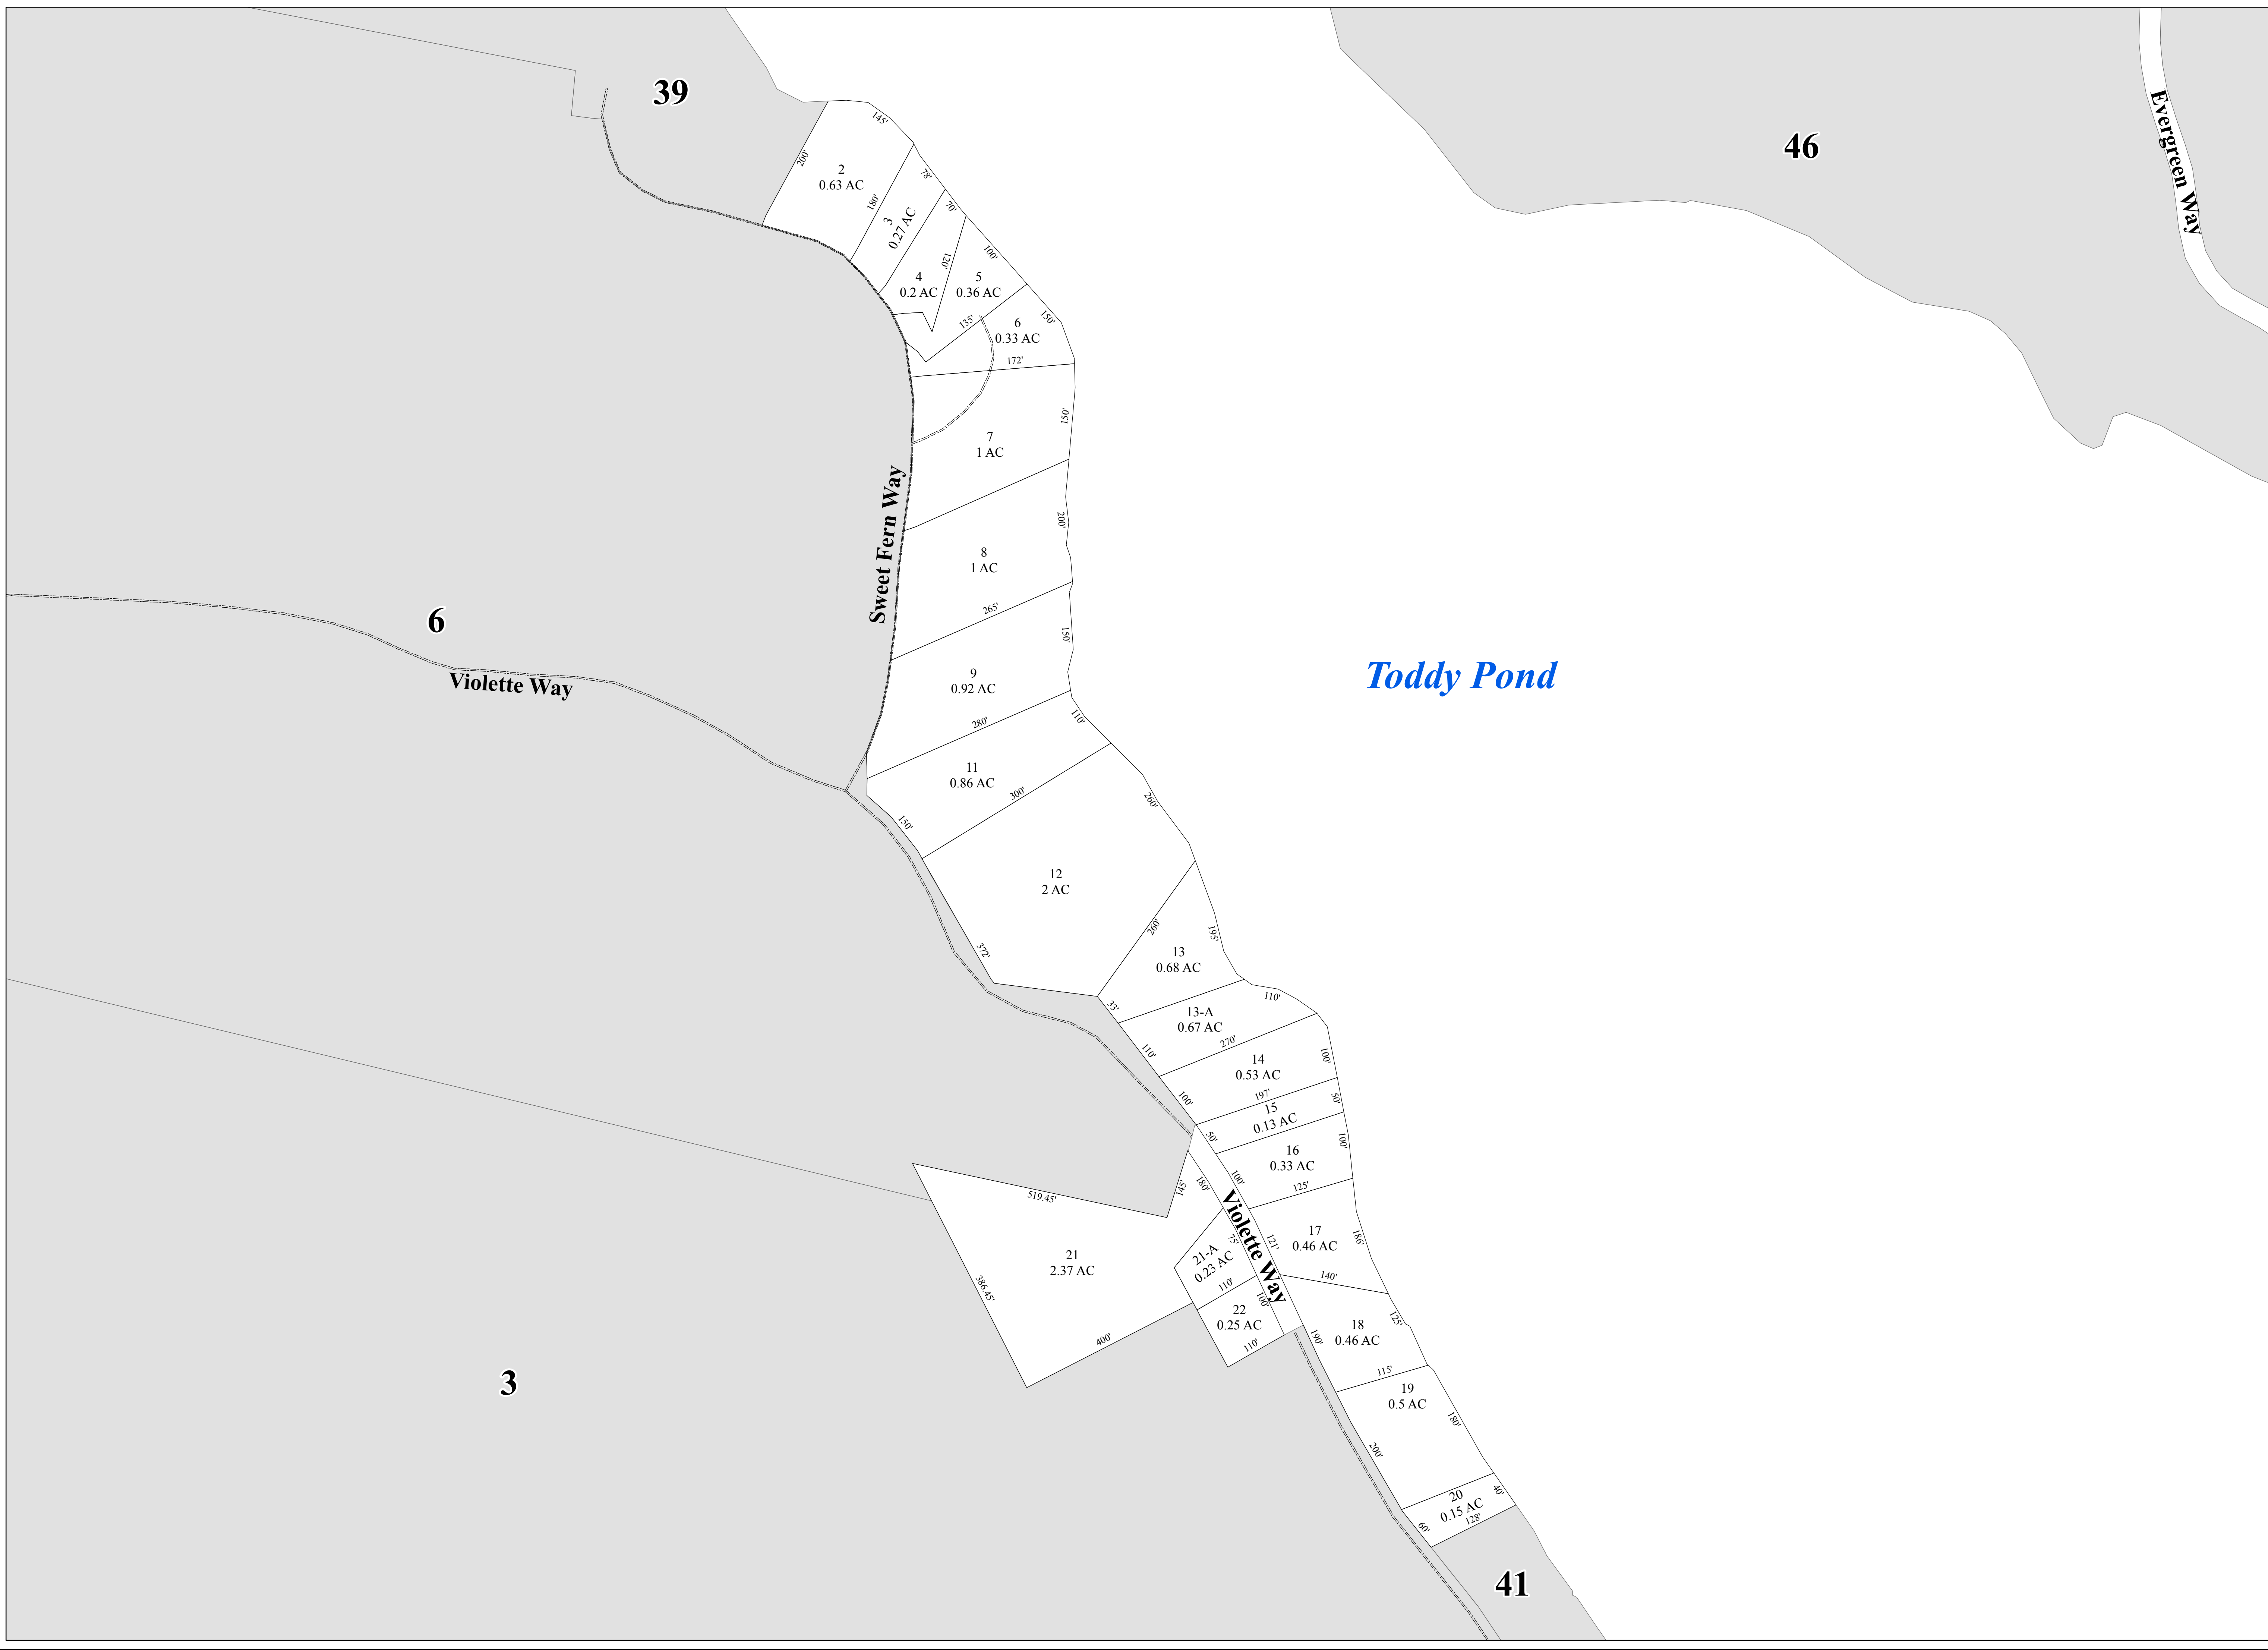 39
46
Evergreen Way
145'
200'
2
0.63 AC
180'
78'
3
0.27 AC
70'
120'
100'
4
0.2 AC
5
0.36 AC
135'
150'
6
0.33 AC
172'
150'
7
1 AC
Sweet Fern Way
200'
8
1 AC
265'
6
150'
Violette Way
Toddy Pond
9
0.92 AC
280'
110'
11
0.86 AC
300'
150'
260'
12
2 AC
372'
260'
195'
13
0.68 AC
33'
110'
13-A
0.67 AC
270'
110'
14
0.53 AC
100'
100'
197'
50'
15
0.13 AC
50'
100'
16
0.33 AC
100'
125'
145'
180'
519.45'
Violette Way
17
0.46 AC
186'
121'
75'
21-A
0.23 AC
21
2.37 AC
386.45'
140'
110'
100'
22
0.25 AC
125'
18
0.46 AC
190'
400'
110'
115'
3
19
0.5 AC
180'
200'
40'
20
0.15 AC
60'
128'
41